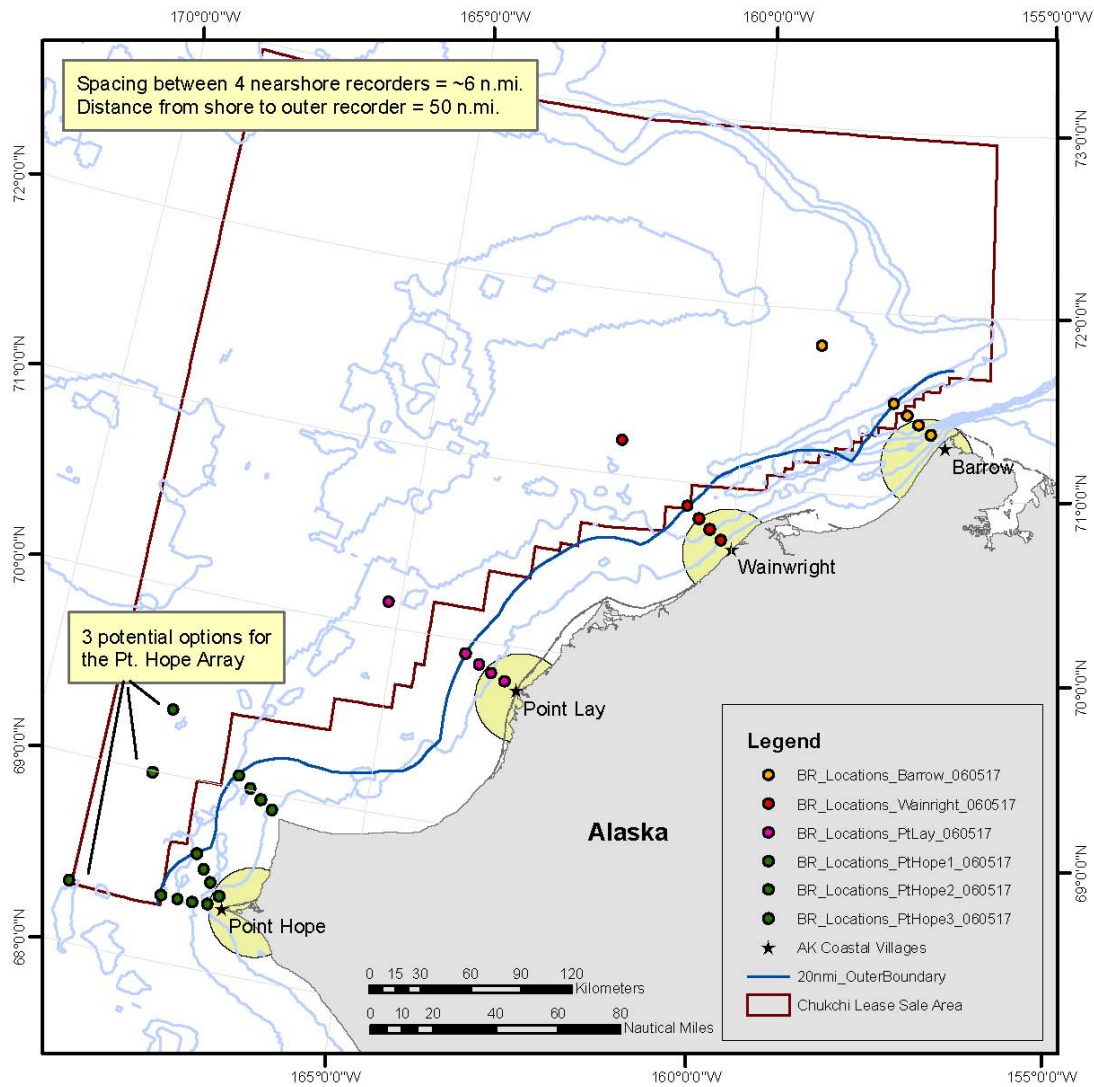 170°0'0"W
165°0'0"W
160°0'0"W
155°0'0"W
Spacing between 4 nearshore recorders = ~6 n.mi.
Distance from shore to outer recorder = 50 n.mi.
73°0'0"N
72°0'0"N
72°0'0"N
71°0'0"N
Barrow
71°0'0"N
Wainwright
70°0'0"N
3 potential options for
the Pt. Hope Array
Point Lay
70°0'0"N
69°0'0"N
Legend
BR_Locations_Barrow_060517
BR_Locations_Wainright_060517
BR_Locations_PtLay_060517
BR_Locations_PtHope1_060517
BR_Locations_PtHope2_060517
BR_Locations_PtHope3_060517
AK Coastal Villages
20nmi_OuterBoundary
Chukchi Lease Sale Area
Alaska
69°0'0"N
Point Hope
68°0'0"N
0 15 30 60 90 120
Kilometers
0 10 20 40 60 80
Nautical Miles
165°0'0"W
160°0'0"W
155°0'0"W